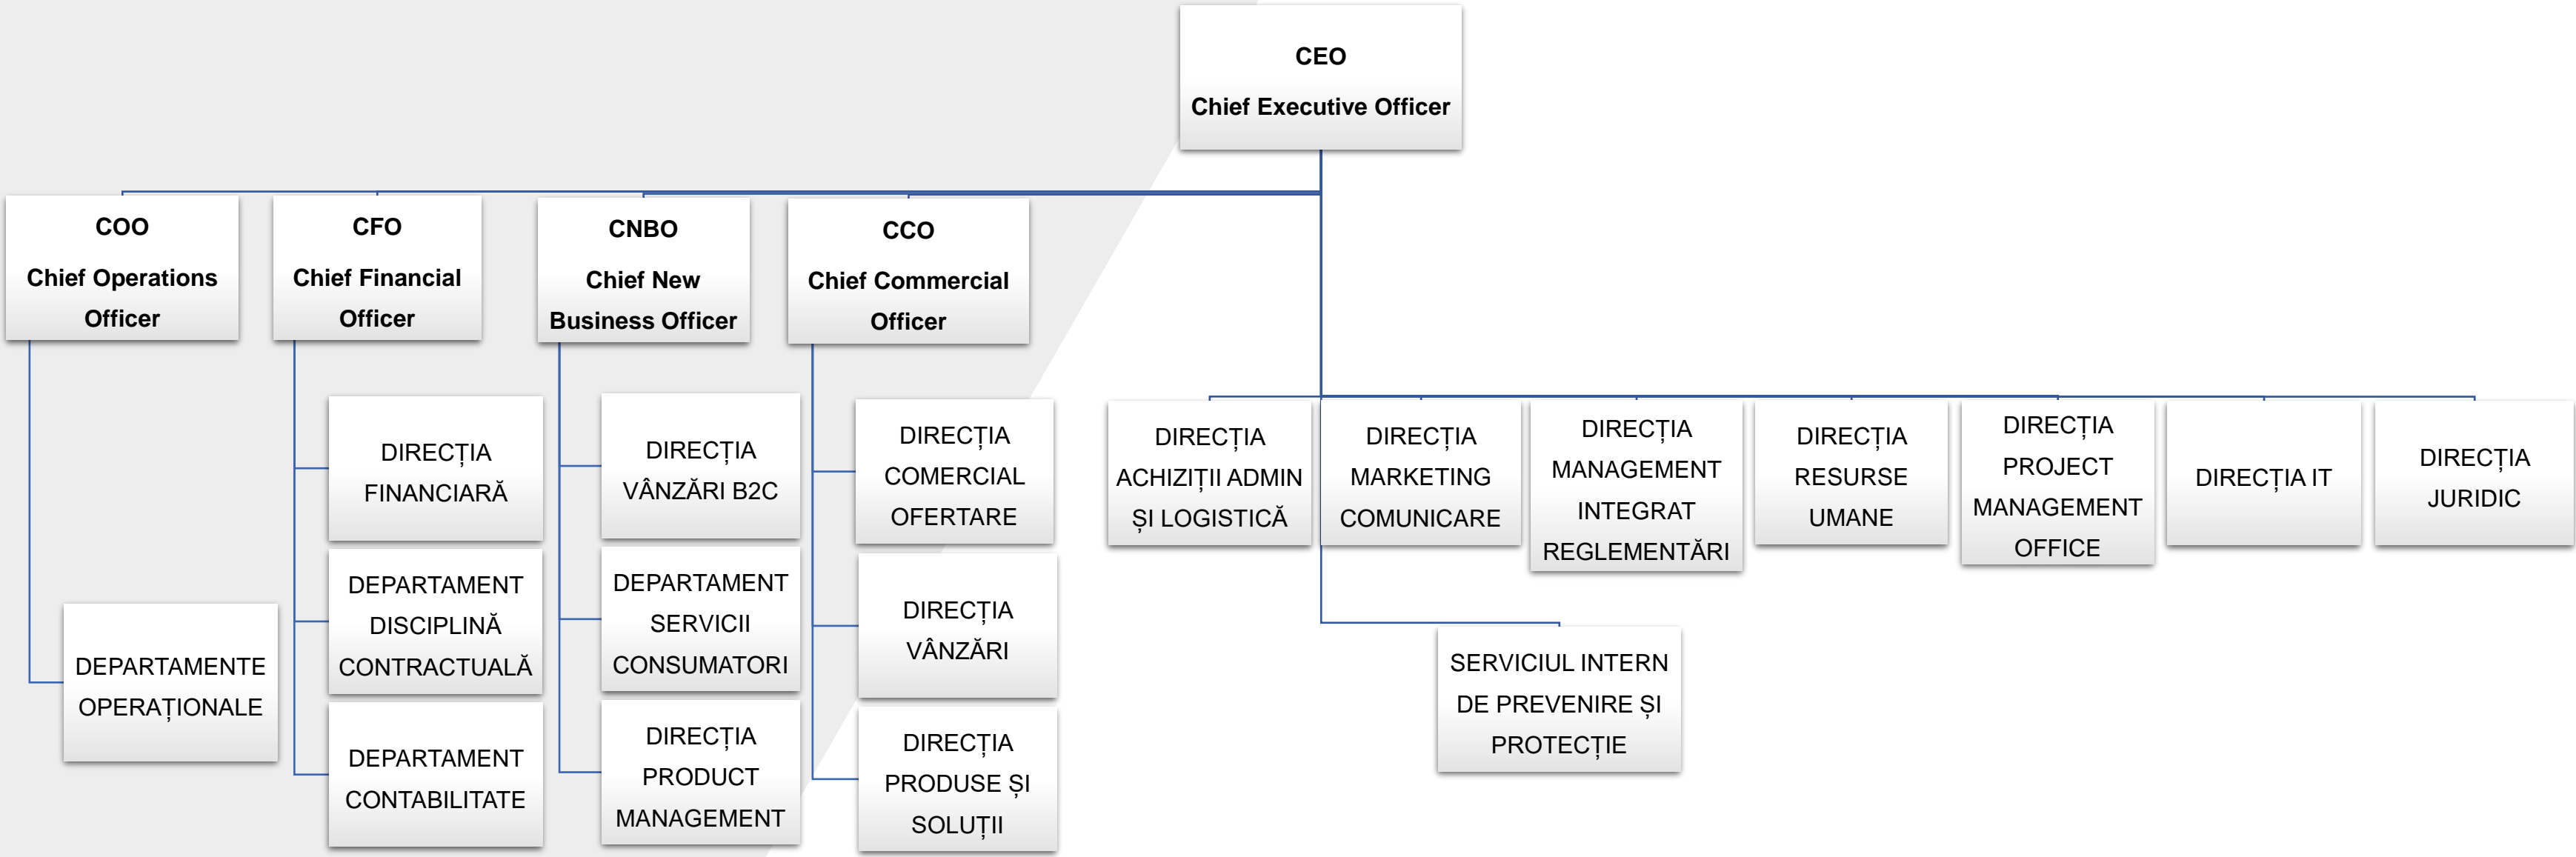 CEO
Chief Executive Officer
COO
Chief Operations
Officer
CFO
Chief Financial
Officer
CNBO
Chief New
Business Officer
CCO
Chief Commercial
Officer
DEPARTAMENTE
OPERAȚIONALE
DIRECȚIA
FINANCIARĂ
DEPARTAMENT
DISCIPLINĂ
CONTRACTUALĂ
DEPARTAMENT
CONTABILITATE
DIRECȚIA
VÂNZĂRI B2C
DEPARTAMENT
SERVICII
CONSUMATORI
DIRECȚIA
PRODUCT
MANAGEMENT
DIRECȚIA
COMERCIAL
OFERTARE
DIRECȚIA
VÂNZĂRI
DIRECȚIA
PRODUSE ȘI
SOLUȚII
DIRECȚIA
ACHIZIȚII ADMIN
ȘI LOGISTICĂ
DIRECȚIA
MARKETING
COMUNICARE
DIRECȚIA
MANAGEMENT
INTEGRAT
REGLEMENTĂRI
DIRECȚIA
RESURSE
UMANE
DIRECȚIA
PROJECT
MANAGEMENT
OFFICE
DIRECȚIA IT
DIRECȚIA
JURIDIC
SERVICIUL INTERN
DE PREVENIRE ȘI
PROTECȚIE